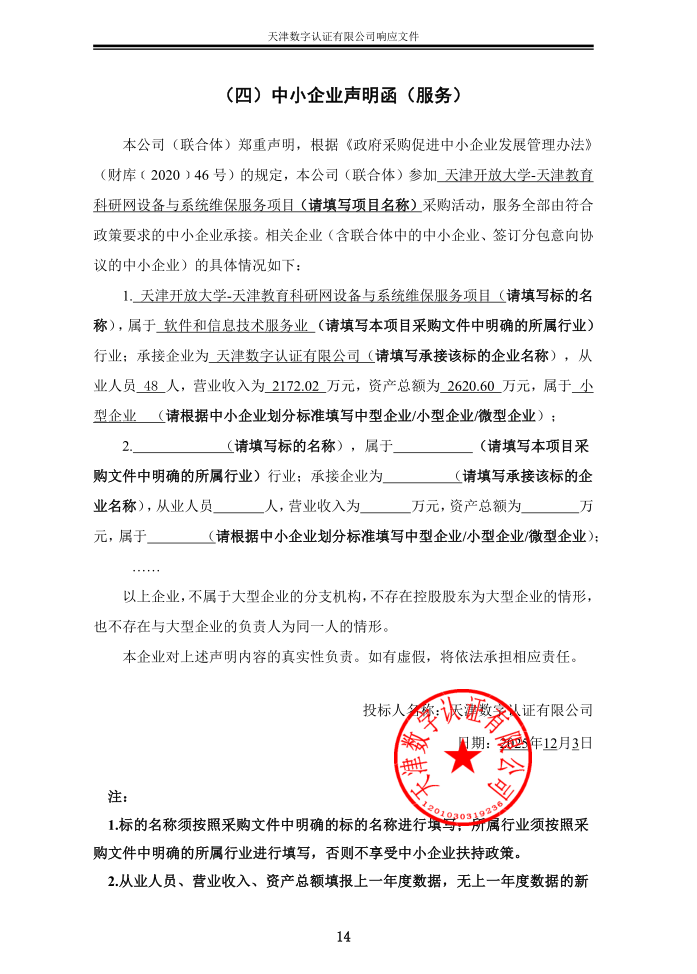 天津数字认证有限公司响应文件
（四）中小企业声明函（服务）
本公司（联合体）郑重声明，根据《政府采购促进中小企业发展管理办法》
（财库﹝2020﹞46 号）的规定，本公司（联合体）参加 天津开放大学-天津教育
科研网设备与系统维保服务项目（请填写项目名称）采购活动，服务全部由符合
政策要求的中小企业承接。相关企业（含联合体中的中小企业、签订分包意向协
议的中小企业）的具体情况如下：
1. 天津开放大学-天津教育科研网设备与系统维保服务项目（请填写标的名
称），属于 软件和信息技术服务业 （请填写本项目采购文件中明确的所属行业）
行业；承接企业为 天津数字认证有限公司（请填写承接该标的企业名称），从
业人员 48 人，营业收入为 2172.02 万元，资产总额为 2620.60 万元，属于 小
型企业 （请根据中小企业划分标准填写中型企业/小型企业/微型企业）；
2.（请填写标的名称），属于（请填写本项目采
购文件中明确的所属行业）行业；承接企业为（请填写承接该标的企
业名称），从业人员人，营业收入为万元，资产总额为万
元，属于（请根据中小企业划分标准填写中型企业/小型企业/微型企业）；
……
以上企业，不属于大型企业的分支机构，不存在控股股东为大型企业的情形，
也不存在与大型企业的负责人为同一人的情形。
本企业对上述声明内容的真实性负责。如有虚假，将依法承担相应责任。
投标人名称：天津数字认证有限公司
日期：2025年12月3日
天津数字认证有限公司
1201030319236
注：
1.标的名称须按照采购文件中明确的标的名称进行填写；所属行业须按照采
购文件中明确的所属行业进行填写，否则不享受中小企业扶持政策。
2.从业人员、营业收入、资产总额填报上一年度数据，无上一年度数据的新
14